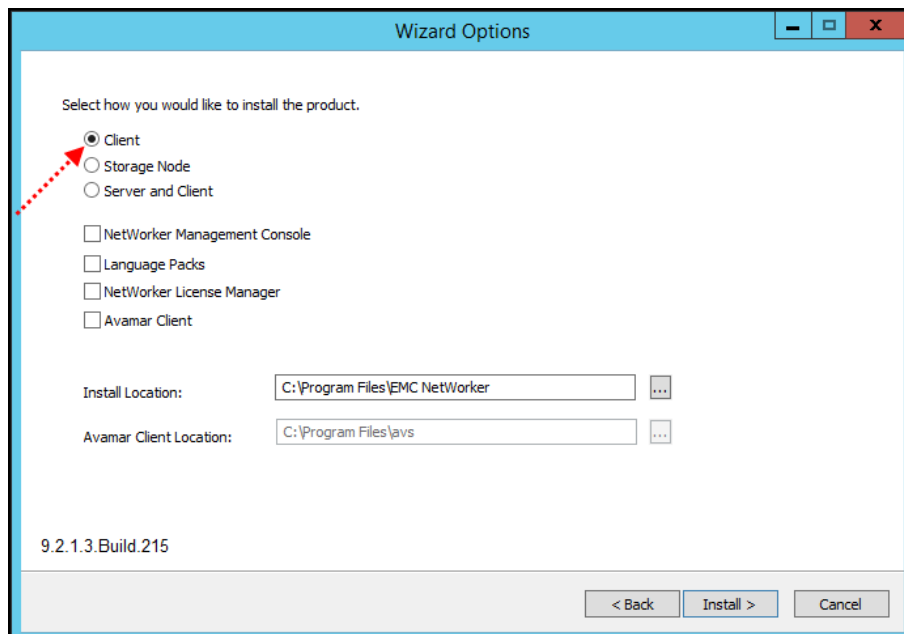 Wizard Options
Select how you would like to install the product.
Client
Storage Node
Server and Client
NetWorker Management Console
Language Packs
NetWorker License Manager
Avamar Client
Install Location: C:\Program Files\EMC NetWorker ...
Avamar Client Location: C:\Program Files\avs ...
9.2.1.3.Build.215
< Back Install > Cancel